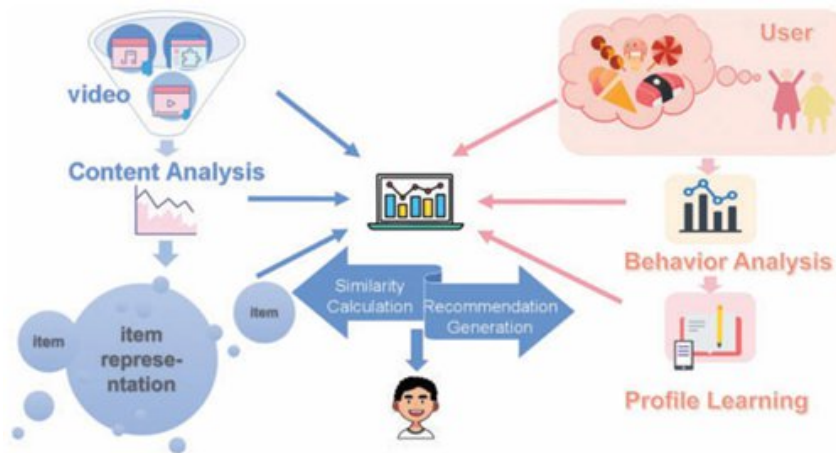 video
Content Analysis
item
item
represe-
ntation
item
Similarity
Calculation
Recommendation
Generation
User
Behavior Analysis
Profile Learning